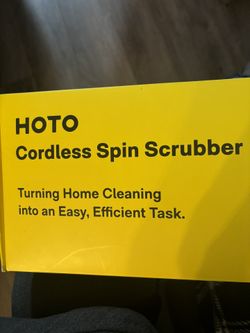 HOTO
Cordless Spin Scrubber
Turning Home Cleaning
into an Easy, Efficient Task.